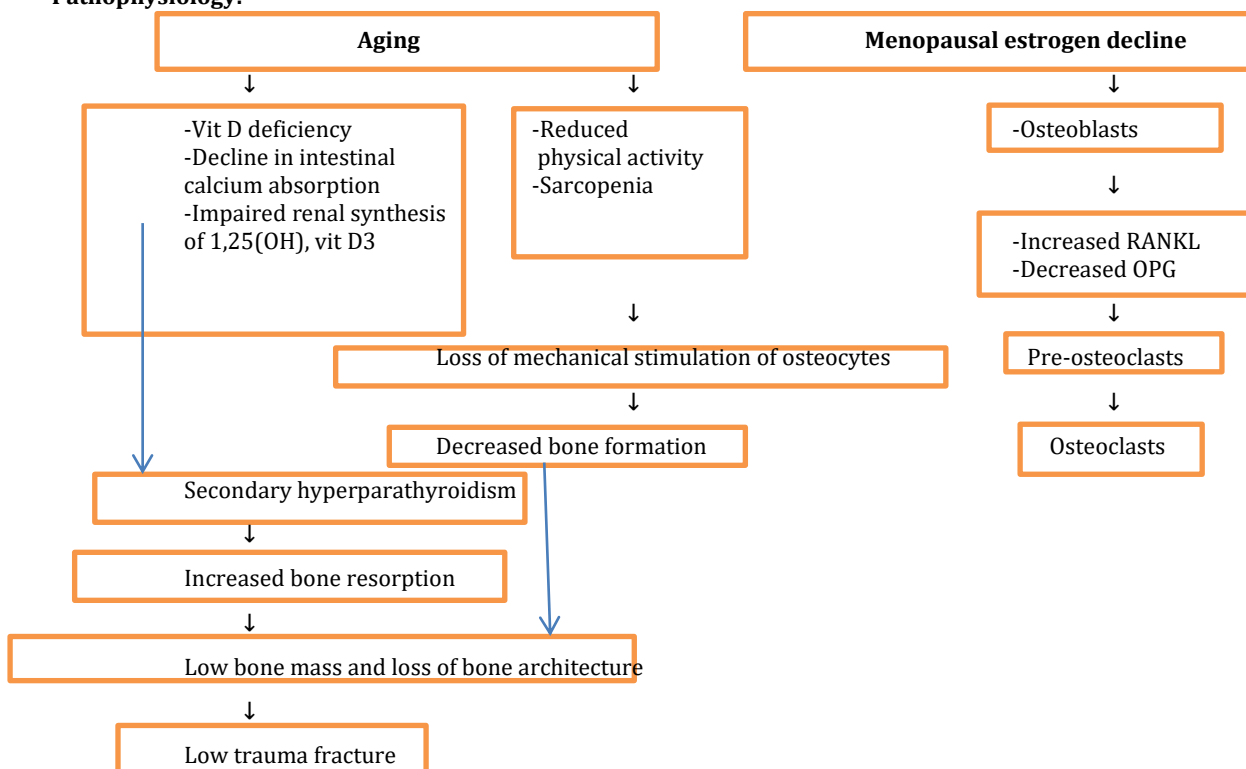 Pathophysiology:
Aging
Menopausal estrogen decline
↓
↓
↓
-Vit D deficiency
-Decline in intestinal
calcium absorption
-Impaired renal synthesis
of 1,25(OH), vit D3
-Reduced
physical activity
-Sarcopenia
-Osteoblasts
↓
-Increased RANKL
-Decreased OPG
↓
↓
Loss of mechanical stimulation of osteocytes
Pre-osteoclasts
↓
↓
Decreased bone formation
Osteoclasts
Secondary hyperparathyroidism
↓
Increased bone resorption
↓
Low bone mass and loss of bone architecture
↓
Low trauma fracture